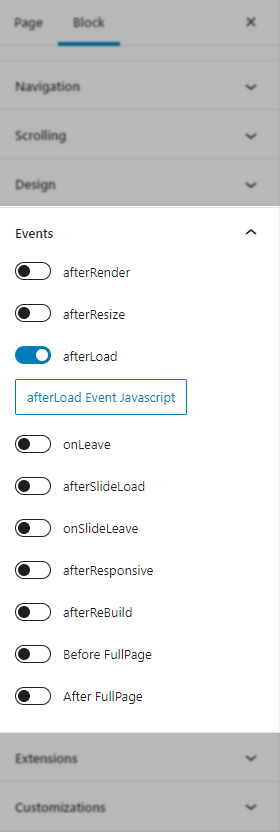 Page Block ×
Navigation
Scrolling
Design
Events
afterRender
afterResize
afterLoad
afterLoad Event Javascript
onLeave
afterSlideLoad
onSlideLeave
afterResponsive
afterReBuild
Before FullPage
After FullPage
Extensions
Customizations